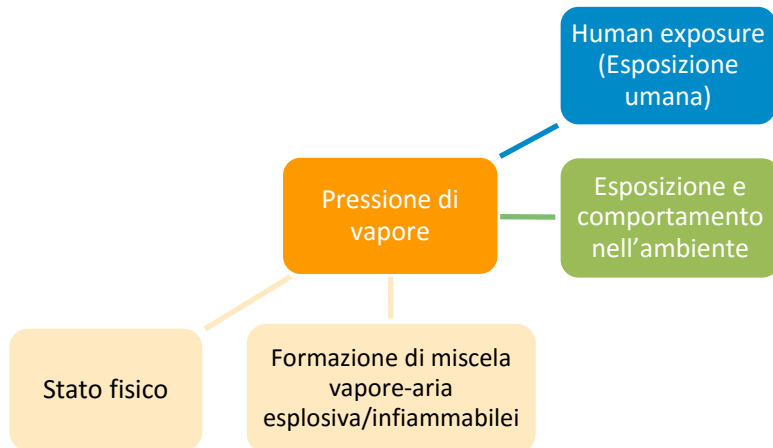 Human exposure
(Esposizione
umana)
Pressione di
vapore
Esposizione e
comportamento
nell’ambiente
Stato fisico
Formazione di miscela
vapore-aria
esplosiva/infiammabilei